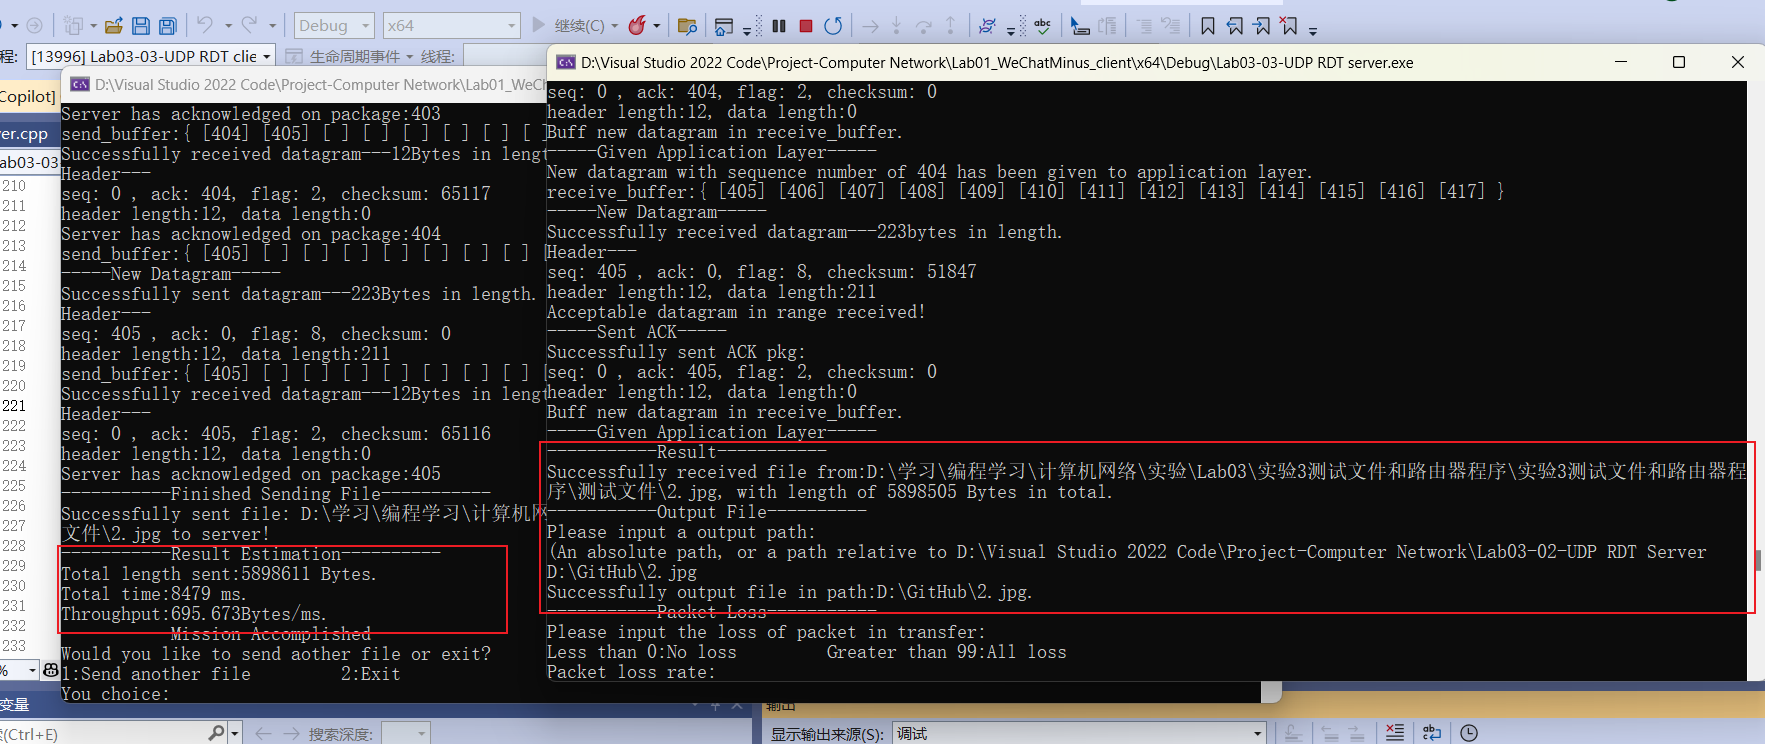 Debug x64 继续(C)
程: [13996] Lab03-03-UDP RDT clie 生命周期事件 线程:
Copilot]
er.cpp
ab03-03
210
211
212
213
214
215
216
217
218
219
220
221
222
223
224
225
226
227
228
229
230
231
232
233
%
D:\Visual Studio 2022 Code\Project-Computer Network\Lab01_WeCh
Server has acknowledged on package:403
send_buffer:{ [404] [405] [ ] [ ] [ ] [ ] [ ] [ ]
Successfully received datagram---12Bytes in lengt
Header---
seq: 0 , ack: 404, flag: 2, checksum: 65117
header length:12, data length:0
Server has acknowledged on package:404
send_buffer:{ [405] [ ] [ ] [ ] [ ] [ ] [ ] [ ] [
-----New Datagram-----
Successfully sent datagram---223Bytes in length.
Header---
seq: 405 , ack: 0, flag: 8, checksum: 0
header length:12, data length:211
send_buffer:{ [405] [ ] [ ] [ ] [ ] [ ] [ ] [ ] [
Successfully received datagram---12Bytes in lengt
Header---
seq: 0 , ack: 405, flag: 2, checksum: 65116
header length:12, data length:0
Server has acknowledged on package:405
-----------Finished Sending File-----------
Successfully sent file: D:\学习\编程学习\计算机网
文件\2.jpg to server!
-----------Result Estimation----------
Total length sent:5898611 Bytes.
Total time:8479 ms.
Throughput:695.673Bytes/ms.
Mission Accomplished
Would you like to send aother file or exit?
1:Send another file 2:Exit
You choice:
D:\Visual Studio 2022 Code\Project-Computer Network\Lab01_WeChatMinus_client\x64\Debug\Lab03-03-UDP RDT server.exe
seq: 0 , ack: 404, flag: 2, checksum: 0
header length:12, data length:0
Buff new datagram in receive_buffer.
-----Given Application Layer-----
New datagram with sequence number of 404 has been given to application layer.
receive_buffer:{ [405] [406] [407] [408] [409] [410] [411] [412] [413] [414] [415] [416] [417] }
-----New Datagram-----
Successfully received datagram---223bytes in length.
Header---
seq: 405 , ack: 0, flag: 8, checksum: 51847
header length:12, data length:211
Acceptable datagram in range received!
-----Sent ACK-----
Successfully sent ACK pkg:
seq: 0 , ack: 405, flag: 2, checksum: 0
header length:12, data length:0
Buff new datagram in receive_buffer.
-----Given Application Layer-----
-----------Result-----------
Successfully received file from:D:\学习\编程学习\计算机网络\实验\Lab03\实验3测试文件和路由器程序\实验3测试文件和路由器程
序\测试文件\2.jpg, with length of 5898505 Bytes in total.
-----------Output File----------
Please input a output path:
(An absolute path, or a path relative to D:\Visual Studio 2022 Code\Project-Computer Network\Lab03-02-UDP RDT Server
D:\GitHub\2.jpg
Successfully output file in path:D:\GitHub\2.jpg.
-----------Packet Loss-----------
Please input the loss of packet in transfer:
Less than 0:No loss Greater than 99:All loss
Packet loss rate:
变量
(Ctrl+E) 搜索深度:
输出
显示输出来源(S): 调试